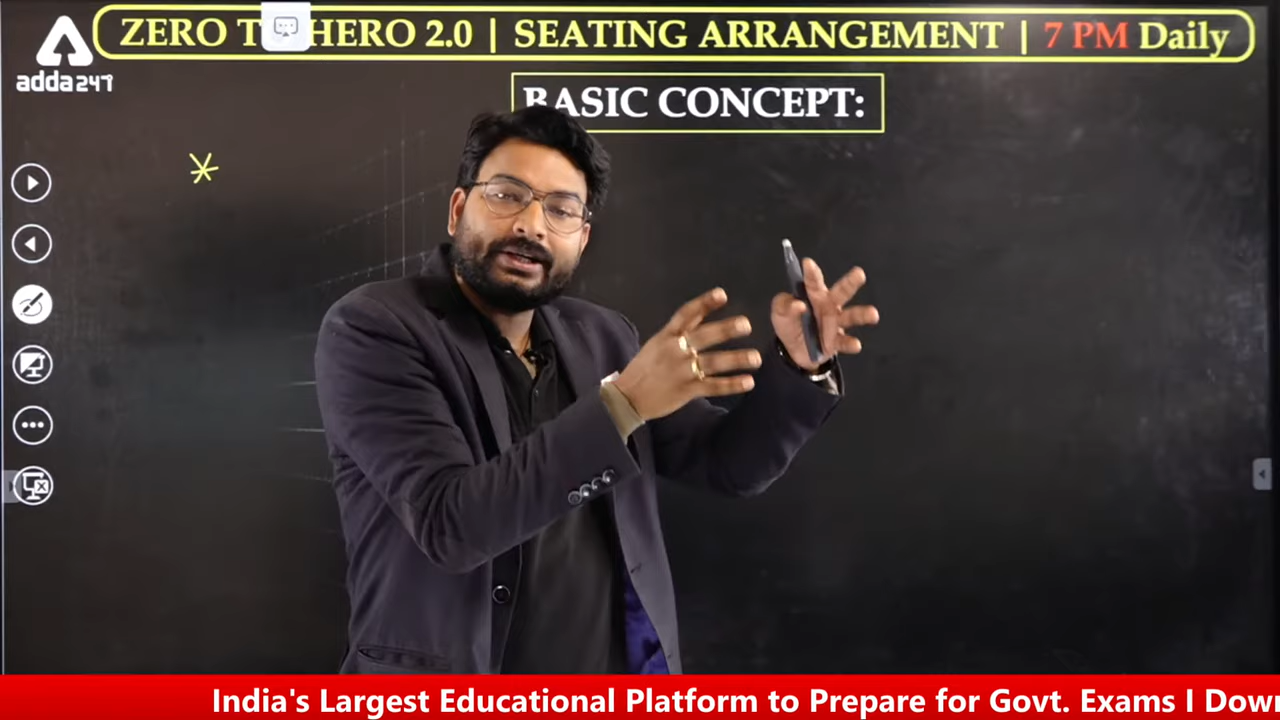 ZERO T HERO 2.0 | SEATING ARRANGEMENT | 7 PM Daily
adda247
BASIC CONCEPT:
India's Largest Educational Platform to Prepare for Govt. Exams I Dow